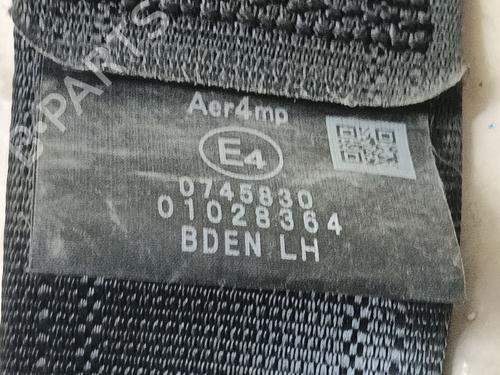 B-PARTS
Aer4mp
E4
0745830
01028364
BDEN LH